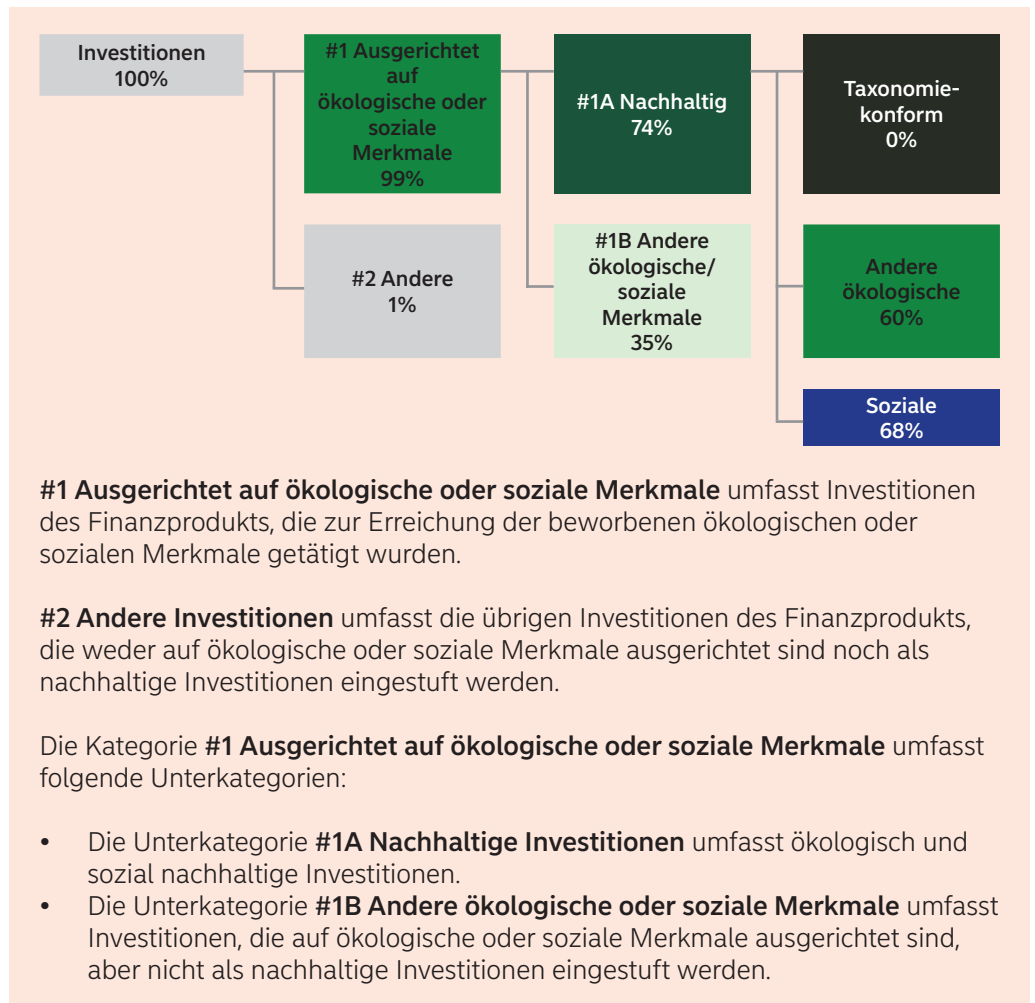 Investitionen
100%
#1 Ausgerichtet
auf
ökologische oder
soziale
Merkmale
99%
#1A Nachhaltig
74%
Taxonomie-
konform
0%
#2 Andere
1%
#1B Andere
ökologische/
soziale
Merkmale
35%
Andere
ökologische
60%
Soziale
68%
#1 Ausgerichtet auf ökologische oder soziale Merkmale umfasst Investitionen
des Finanzprodukts, die zur Erreichung der beworbenen ökologischen oder
sozialen Merkmale getätigt wurden.
#2 Andere Investitionen umfasst die übrigen Investitionen des Finanzprodukts,
die weder auf ökologische oder soziale Merkmale ausgerichtet sind noch als
nachhaltige Investitionen eingestuft werden.
Die Kategorie #1 Ausgerichtet auf ökologische oder soziale Merkmale umfasst
folgende Unterkategorien:
• Die Unterkategorie #1A Nachhaltige Investitionen umfasst ökologisch und
sozial nachhaltige Investitionen.
• Die Unterkategorie #1B Andere ökologische oder soziale Merkmale umfasst
Investitionen, die auf ökologische oder soziale Merkmale ausgerichtet sind,
aber nicht als nachhaltige Investitionen eingestuft werden.